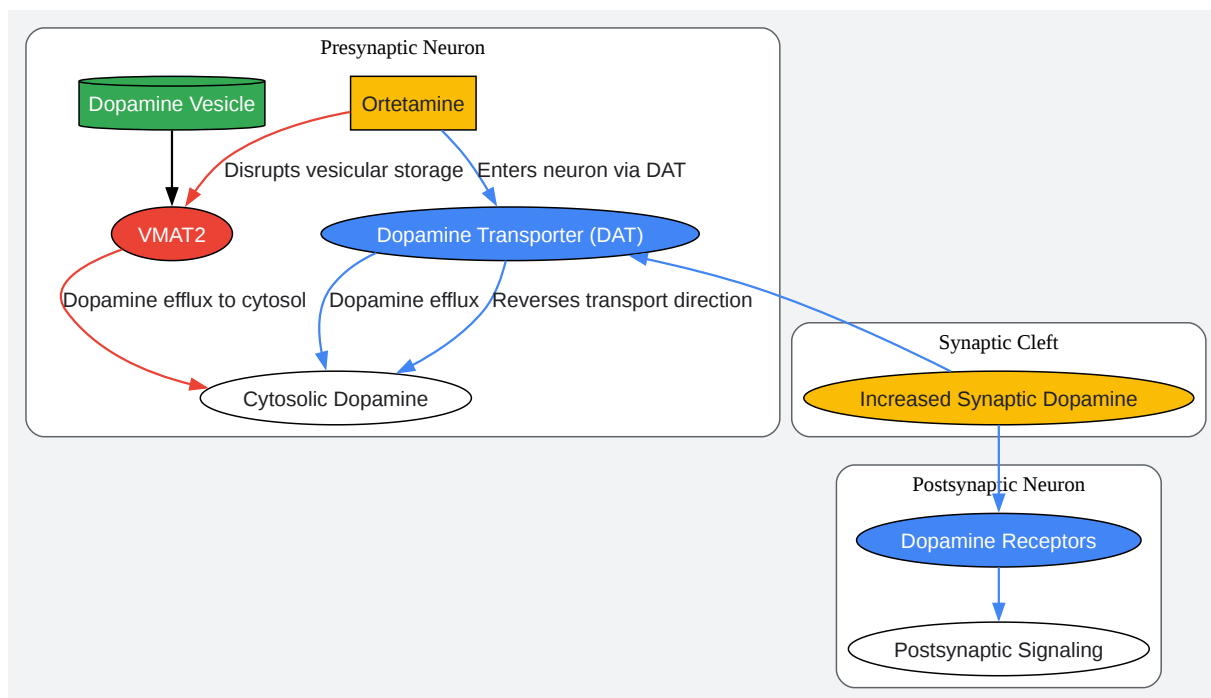 Presynaptic Neuron
Dopamine Vesicle
Ortetamine
Disrupts vesicular storage
Enters neuron via DAT
VMAT2
Dopamine Transporter (DAT)
Dopamine efflux to cytosol
Dopamine efflux
Reverses transport direction
Cytosolic Dopamine
Synaptic Cleft
Increased Synaptic Dopamine
Postsynaptic Neuron
Dopamine Receptors
Postsynaptic Signaling